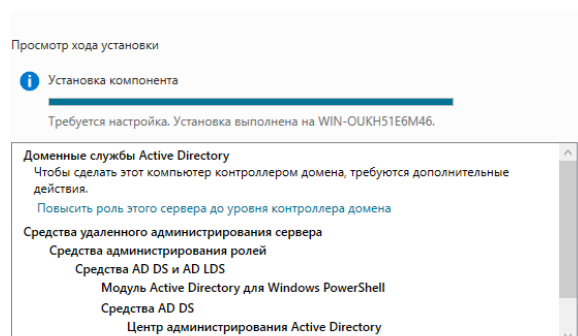 Просмотр хода установки
Установка компонента
Требуется настройка. Установка выполнена на WIN-OUKH51E6M46.
Доменные службы Active Directory
Чтобы сделать этот компьютер контроллером домена, требуются дополнительные
действия.
Повысить роль этого сервера до уровня контроллера домена
Средства удаленного администрирования сервера
Средства администрирования ролей
Средства AD DS и AD LDS
Модуль Active Directory для Windows PowerShell
Средства AD DS
Центр администрирования Active Directory